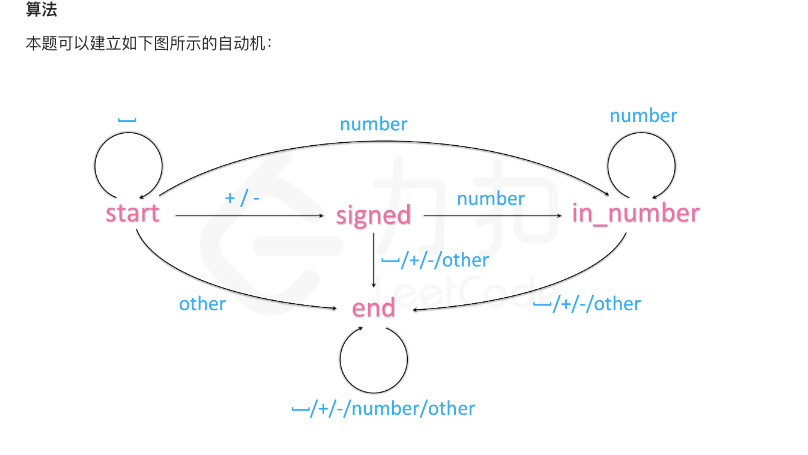 算法
本题可以建立如下图所示的自动机：
number
number
⎵
+ / -
number
start
signed
in_number
力扣
LeetCode
⎵/+/-/other
other
end
⎵/+/-/other
⎵/+/-/number/other